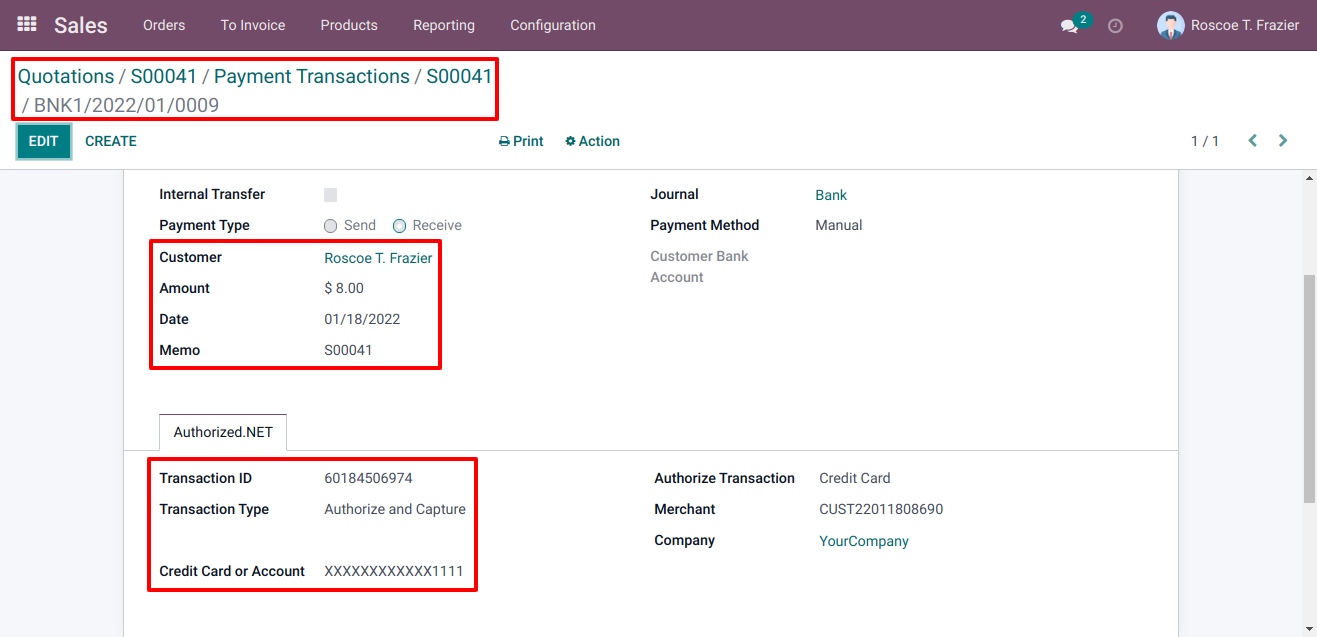 Sales Orders To Invoice Products Reporting Configuration 2 Roscoe T. Frazier
Quotations / S00041 / Payment Transactions / S00041
/ BNK1/2022/01/0009
EDIT CREATE Print Action 1 / 1
Internal Transfer Journal Bank
Payment Type Send Receive Payment Method Manual
Customer Roscoe T. Frazier Customer Bank
Account
Amount $ 8.00
Date 01/18/2022
Memo S00041
Authorized.NET
Transaction ID 60184506974 Authorize Transaction Credit Card
Transaction Type Authorize and Capture Merchant CUST22011808690
Company YourCompany
Credit Card or Account XXXXXXXXXXXX1111